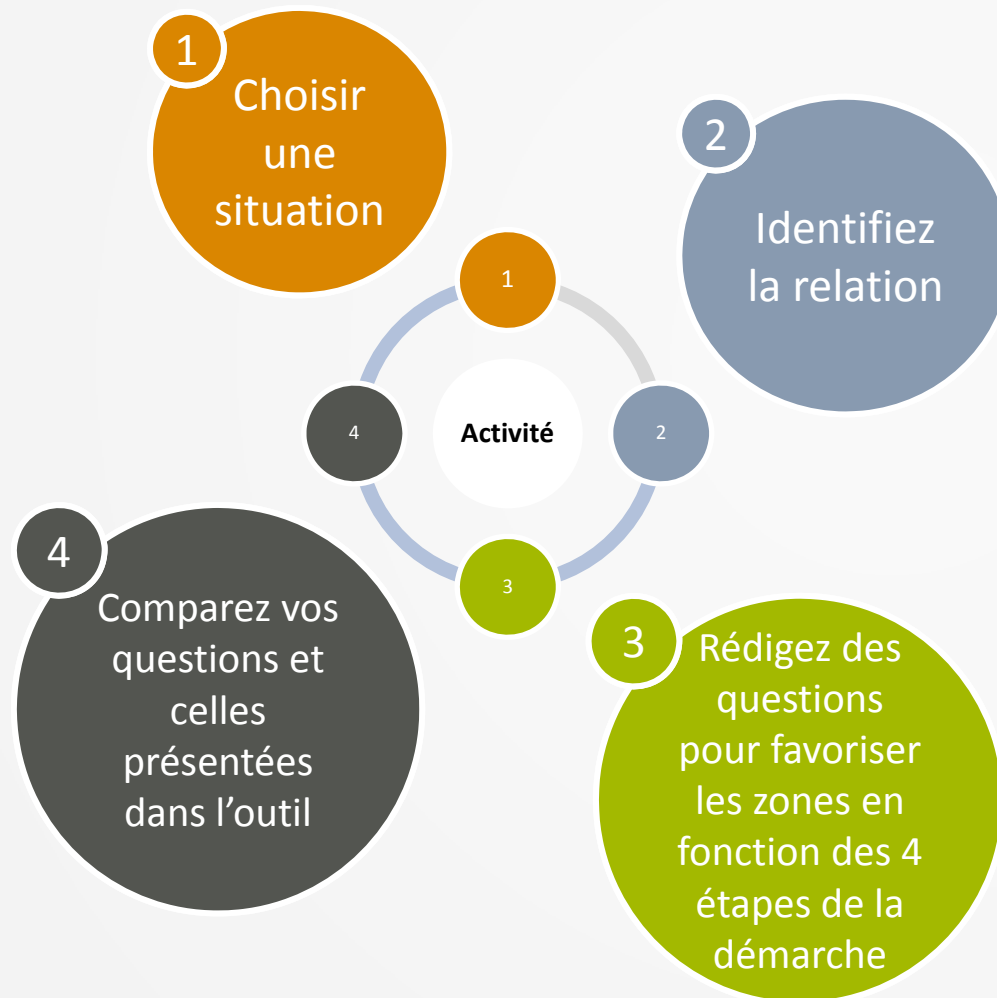 1
Choisir
une
situation
2
Identifiez
la relation
1
2
3
4
Activité
4
Comparez vos
questions et
celles
présentées
dans l’outil
3
Rédigez des
questions
pour favoriser
les zones en
fonction des 4
étapes de la
démarche